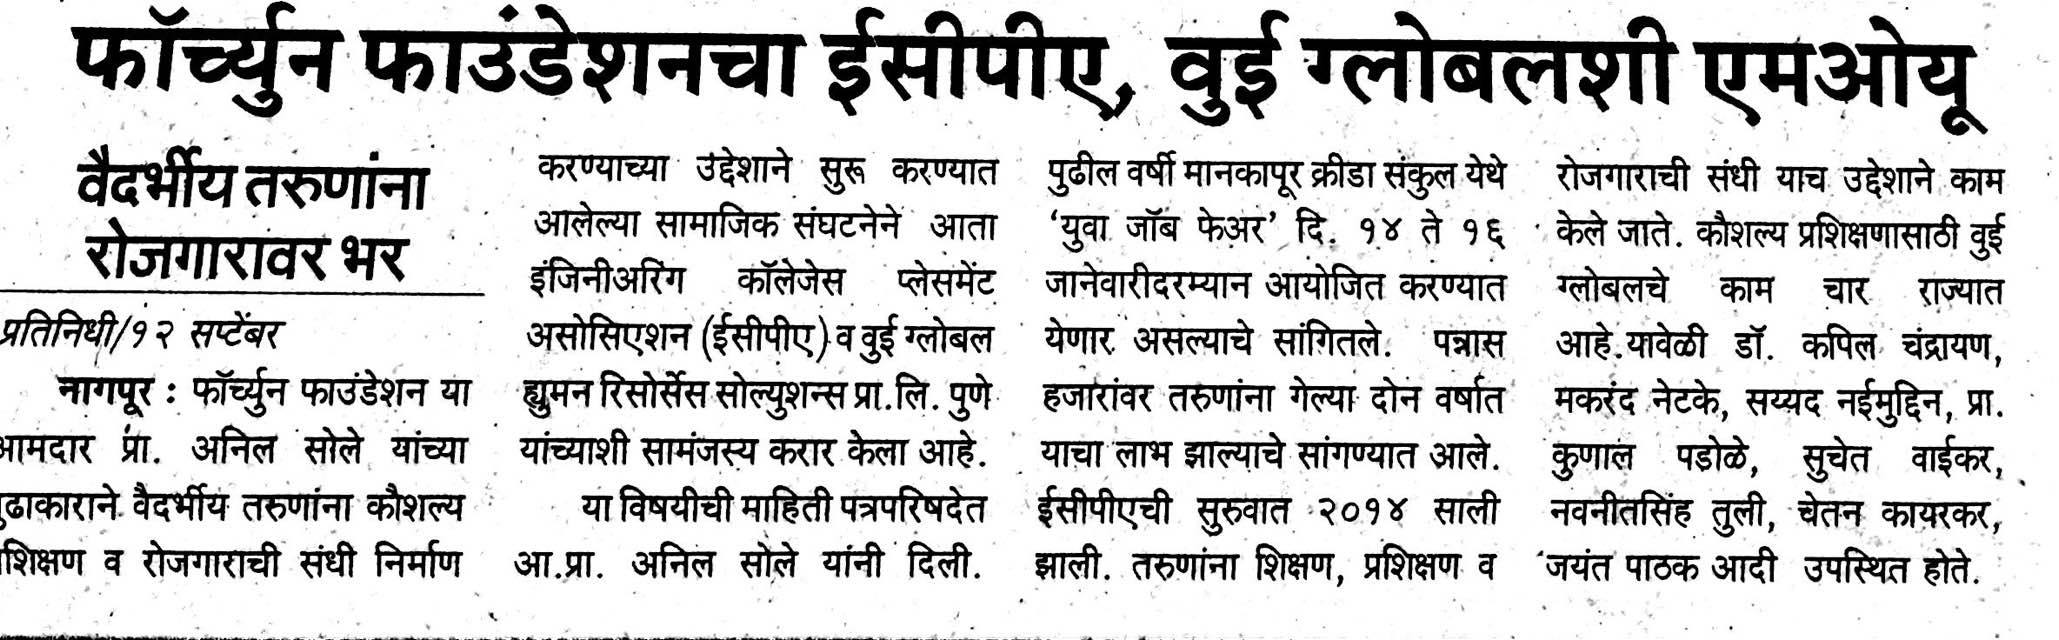 फॉर्च्युन फाउंडेशनचा ईसीपीए, वुई ग्लोबलशी एमओयू
वैदर्भीय तरुणांना
रोजगारावर भर
प्रतिनिधी/१२ सप्टेंबर
नागपूर : फॉर्च्युन फाउंडेशन या
आमदार प्रा. अनिल सोले यांच्या
पुढाकाराने वैदर्भीय तरुणांना कौशल्य
प्रशिक्षण व रोजगाराची संधी निर्माण
करण्याच्या उद्देशाने सुरू करण्यात
आलेल्या सामाजिक संघटनेने आता
इंजिनीअरिंग कॉलेजेस प्लेसमेंट
असोसिएशन (ईसीपीए) व वुई ग्लोबल
ह्युमन रिसोर्सेस सोल्युशन्स प्रा.लि. पुणे
यांच्याशी सामंजस्य करार केला आहे.
या विषयीची माहिती पत्रपरिषदेत
आ.प्रा. अनिल सोले यांनी दिली.
पुढील वर्षी मानकापूर क्रीडा संकुल येथे
‘युवा जॉब फेअर’ दि. १४ ते १६
जानेवारीदरम्यान आयोजित करण्यात
येणार असल्याचे सांगितले. पन्नास
हजारांवर तरुणांना गेल्या दोन वर्षात
याचा लाभ झाल्याचे सांगण्यात आले.
ईसीपीएची सुरुवात २०१४ साली
झाली. तरुणांना शिक्षण, प्रशिक्षण व
रोजगाराची संधी याच उद्देशाने काम
केले जाते. कौशल्य प्रशिक्षणासाठी वुई
ग्लोबलचे काम चार राज्यात
आहे.यावेळी डॉ. कपिल चंद्रायण,
मकरंद नेटके, सय्यद नईमुद्दिन, प्रा.
कुणाल पडोळे, सुचेत वाईकर,
नवनीतसिंह तुली, चेतन कायरकर,
जयंत पाठक आदी उपस्थित होते.